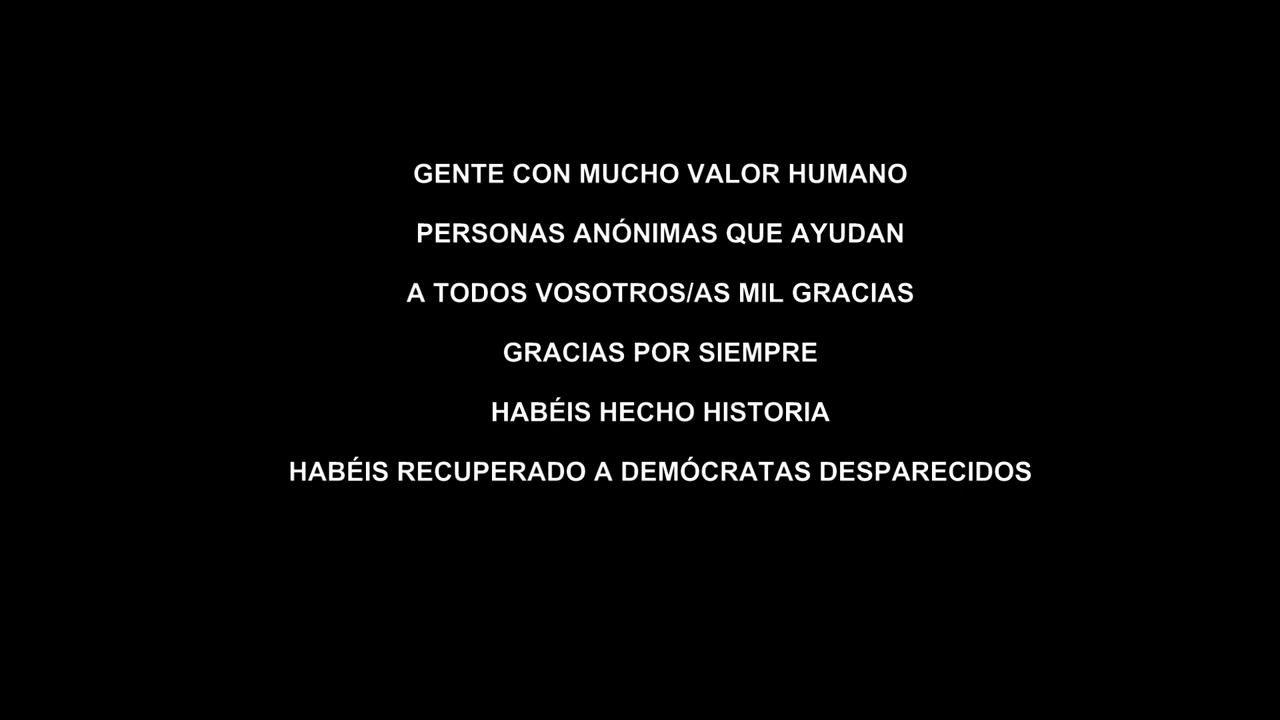 GENTE CON MUCHO VALOR HUMANO
PERSONAS ANÓNIMAS QUE AYUDAN
A TODOS VOSOTROS/AS MIL GRACIAS
GRACIAS POR SIEMPRE
HABÉIS HECHO HISTORIA
HABÉIS RECUPERADO A DEMÓCRATAS DESPARECIDOS